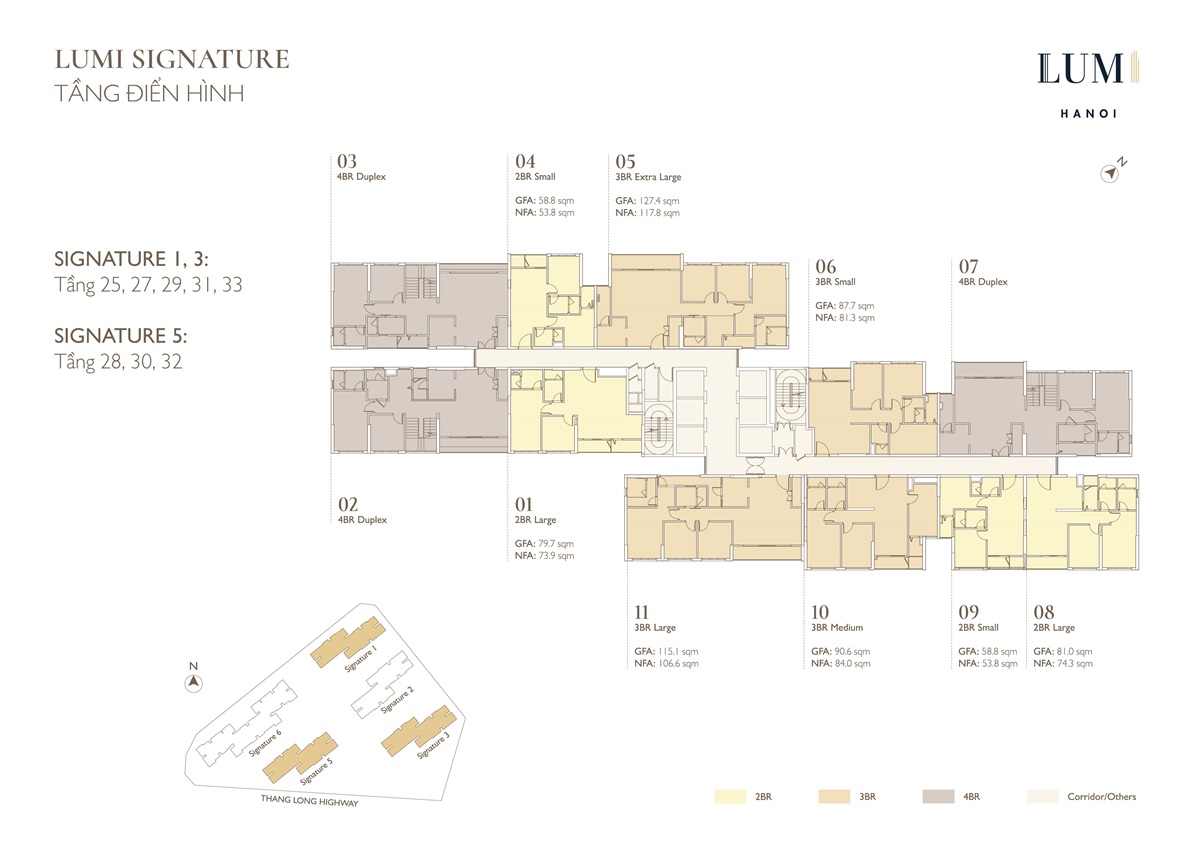 LUMI SIGNATURE
TẦNG ĐIỂN HÌNH
LUMI
HANOI
N
03
4BR Duplex
04
2BR Small
GFA: 58.8 sqm
NFA: 53.8 sqm
05
3BR Extra Large
GFA: 127.4 sqm
NFA: 117.8 sqm
SIGNATURE 1, 3:
Tầng 25, 27, 29, 31, 33
SIGNATURE 5:
Tầng 28, 30, 32
06
3BR Small
GFA: 87.7 sqm
NFA: 81.3 sqm
07
4BR Duplex
02
4BR Duplex
01
2BR Large
GFA: 79.7 sqm
NFA: 73.9 sqm
11
3BR Large
GFA: 115.1 sqm
NFA: 106.6 sqm
10
3BR Medium
GFA: 90.6 sqm
NFA: 84.0 sqm
09
2BR Small
GFA: 58.8 sqm
NFA: 53.8 sqm
08
2BR Large
GFA: 81.0 sqm
NFA: 74.3 sqm
N
Signature 1
Signature 2
Signature 3
Signature 6
Signature 5
THANG LONG HIGHWAY
2BR
3BR
4BR
Corridor/Others